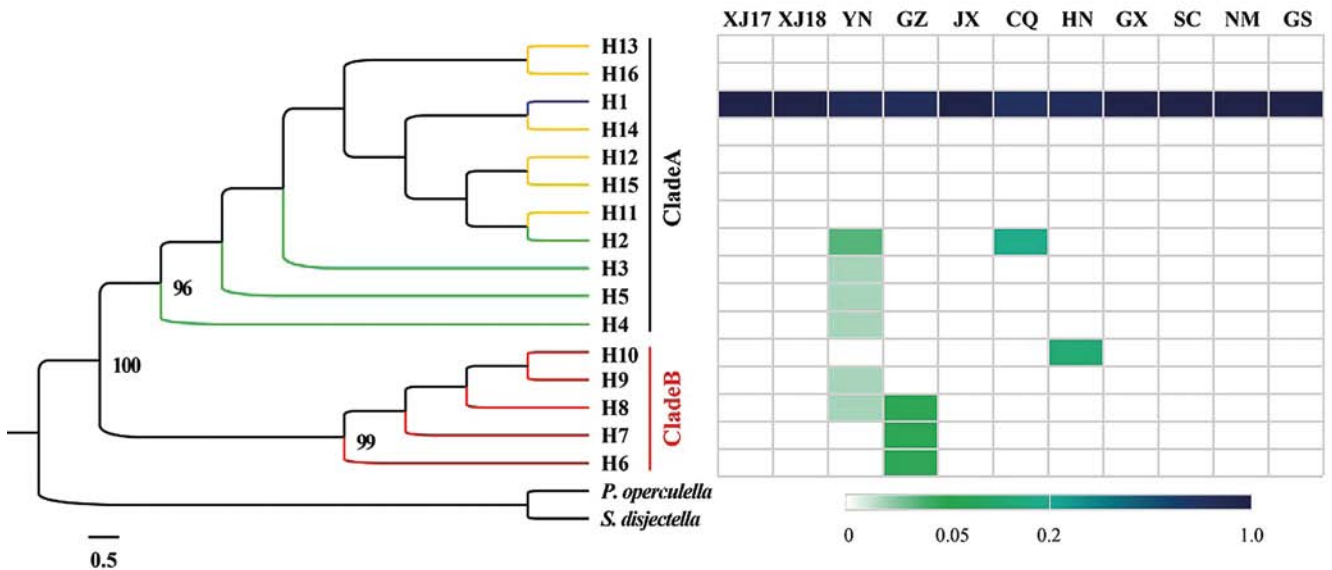 XJ17 XJ18 YN GZ JX CQ HN GX SC NM GS
H13
H16
H1
H14
H12
H15
H11
H2
H3
H5
H4
CladeA
96
100
H10
H9
H8
H7
H6
CladeB
99
P. operculella
S. disjectella
0.5
0 0.05 0.2 1.0